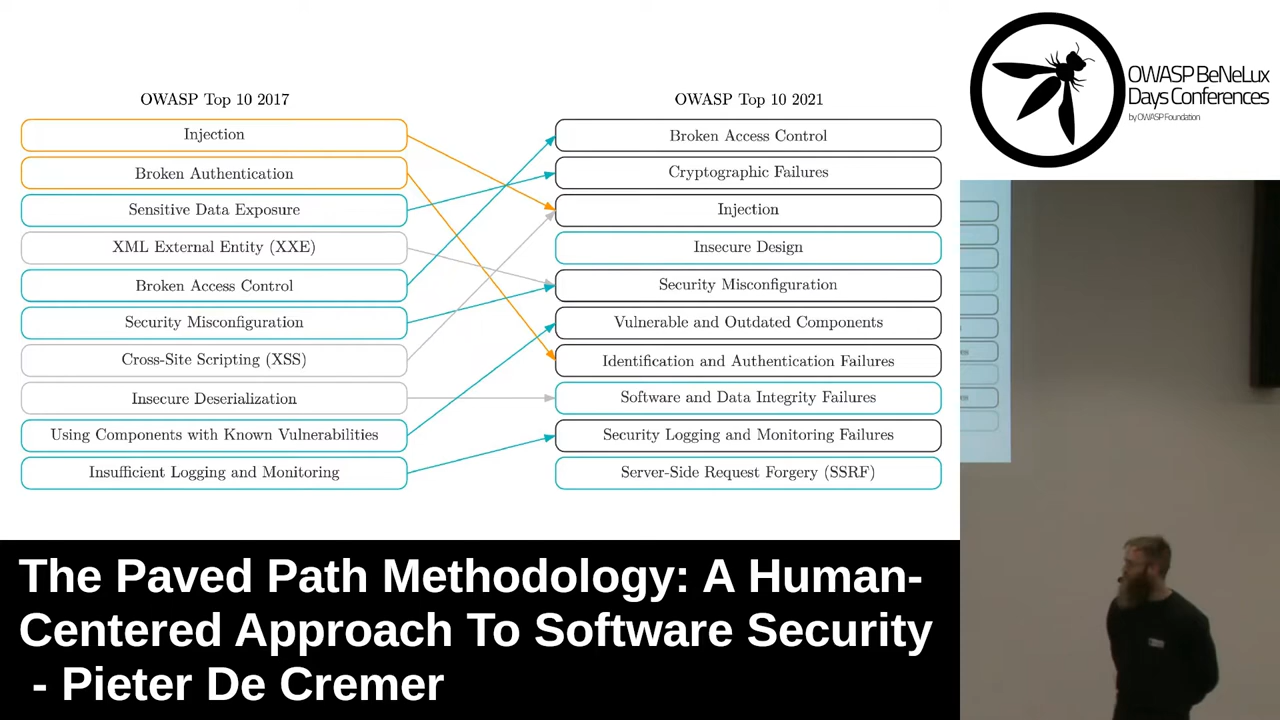 OWASP Top 10 2017
Injection
Broken Authentication
Sensitive Data Exposure
XML External Entity (XXE)
Broken Access Control
Security Misconfiguration
Cross-Site Scripting (XSS)
Insecure Deserialization
Using Components with Known Vulnerabilities
Insufficient Logging and Monitoring
OWASP Top 10 2021
Broken Access Control
Cryptographic Failures
Injection
Insecure Design
Security Misconfiguration
Vulnerable and Outdated Components
Identification and Authentication Failures
Software and Data Integrity Failures
Security Logging and Monitoring Failures
Server-Side Request Forgery (SSRF)
OWASP BeNeLux
Days Conferences
by OWASP Foundation
The Paved Path Methodology: A Human-
Centered Approach To Software Security
- Pieter De Cremer